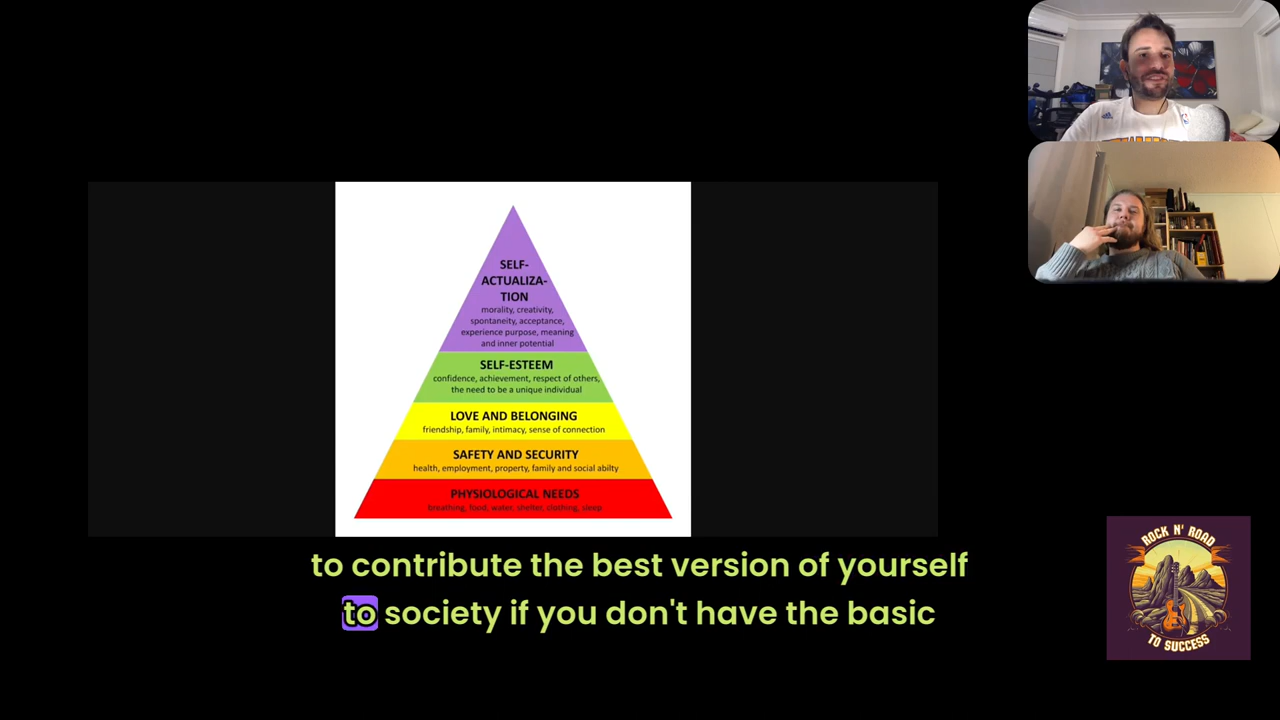 SELF-
ACTUALIZA-
TION
morality, creativity,
spontaneity, acceptance,
experience purpose, meaning
and inner potential
SELF-ESTEEM
confidence, achievement, respect of others,
the need to be a unique individual
LOVE AND BELONGING
friendship, family, intimacy, sense of connection
SAFETY AND SECURITY
health, employment, property, family and social abilty
PHYSIOLOGICAL NEEDS
breathing, food, water, shelter, clothing, sleep
to contribute the best version of yourself
to society if you don't have the basic
ROCK N' ROAD
TO SUCCESS